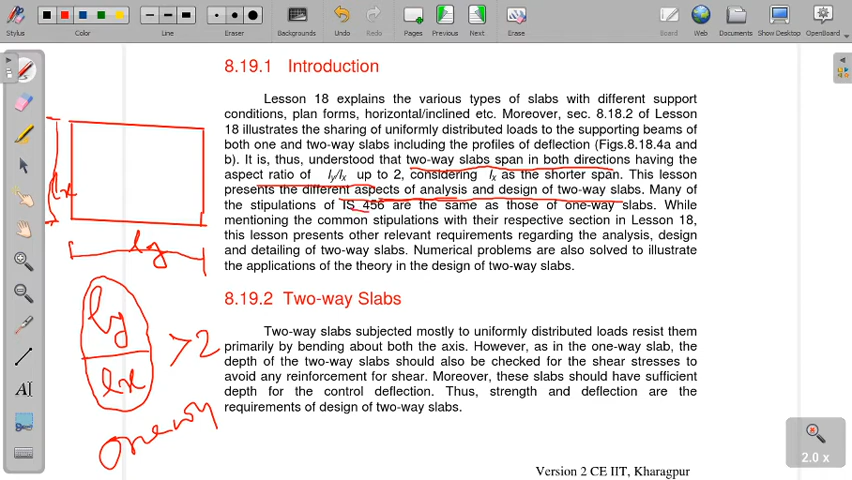 Stylus
Color
Line
Eraser
Backgrounds
Undo
Redo
Pages
Previous
Next
Erase
Board
Web
Documents
Show Desktop
OpenBoard
8.19.1 Introduction
Lesson 18 explains the various types of slabs with different support
conditions, plan forms, horizontal/inclined etc. Moreover, sec. 8.18.2 of Lesson
18 illustrates the sharing of uniformly distributed loads to the supporting beams of
both one and two-way slabs including the profiles of deflection (Figs.8.18.4a and
b). It is, thus, understood that two-way slabs span in both directions having the
aspect ratio of ly/lx up to 2, considering lx as the shorter span. This lesson
presents the different aspects of analysis and design of two-way slabs. Many of
the stipulations of IS 456 are the same as those of one-way slabs. While
mentioning the common stipulations with their respective section in Lesson 18,
this lesson presents other relevant requirements regarding the analysis, design
and detailing of two-way slabs. Numerical problems are also solved to illustrate
the applications of the theory in the design of two-way slabs.
lx
ly
ly
lx
>2
one way
8.19.2 Two-way Slabs
Two-way slabs subjected mostly to uniformly distributed loads resist them
primarily by bending about both the axis. However, as in the one-way slab, the
depth of the two-way slabs should also be checked for the shear stresses to
avoid any reinforcement for shear. Moreover, these slabs should have sufficient
depth for the control deflection. Thus, strength and deflection are the
requirements of design of two-way slabs.
Version 2 CE IIT, Kharagpur
2.0 x